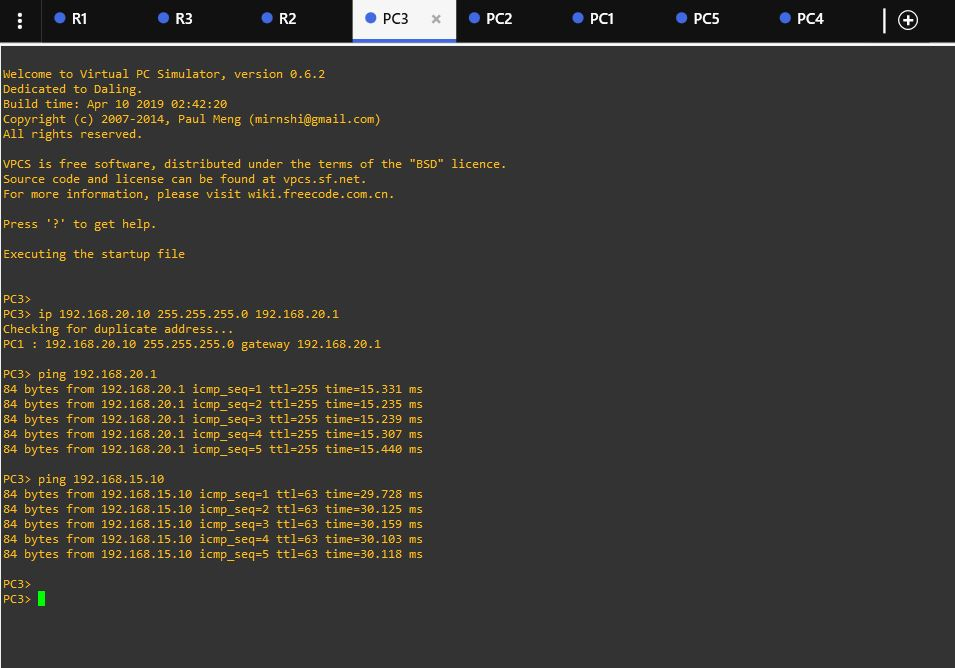 R1 R3 R2 PC3 × PC2 PC1 PC5 PC4
Welcome to Virtual PC Simulator, version 0.6.2
Dedicated to Daling.
Build time: Apr 10 2019 02:42:20
Copyright (c) 2007-2014, Paul Meng (mirnshi@gmail.com)
All rights reserved.
VPCS is free software, distributed under the terms of the "BSD" licence.
Source code and license can be found at vpcs.sf.net.
For more information, please visit wiki.freecode.com.cn.
Press '?' to get help.
Executing the startup file
PC3>
PC3> ip 192.168.20.10 255.255.255.0 192.168.20.1
Checking for duplicate address...
PC1 : 192.168.20.10 255.255.255.0 gateway 192.168.20.1
PC3> ping 192.168.20.1
84 bytes from 192.168.20.1 icmp_seq=1 ttl=255 time=15.331 ms
84 bytes from 192.168.20.1 icmp_seq=2 ttl=255 time=15.235 ms
84 bytes from 192.168.20.1 icmp_seq=3 ttl=255 time=15.239 ms
84 bytes from 192.168.20.1 icmp_seq=4 ttl=255 time=15.307 ms
84 bytes from 192.168.20.1 icmp_seq=5 ttl=255 time=15.440 ms
PC3> ping 192.168.15.10
84 bytes from 192.168.15.10 icmp_seq=1 ttl=63 time=29.728 ms
84 bytes from 192.168.15.10 icmp_seq=2 ttl=63 time=30.125 ms
84 bytes from 192.168.15.10 icmp_seq=3 ttl=63 time=30.159 ms
84 bytes from 192.168.15.10 icmp_seq=4 ttl=63 time=30.103 ms
84 bytes from 192.168.15.10 icmp_seq=5 ttl=63 time=30.118 ms
PC3>
PC3>